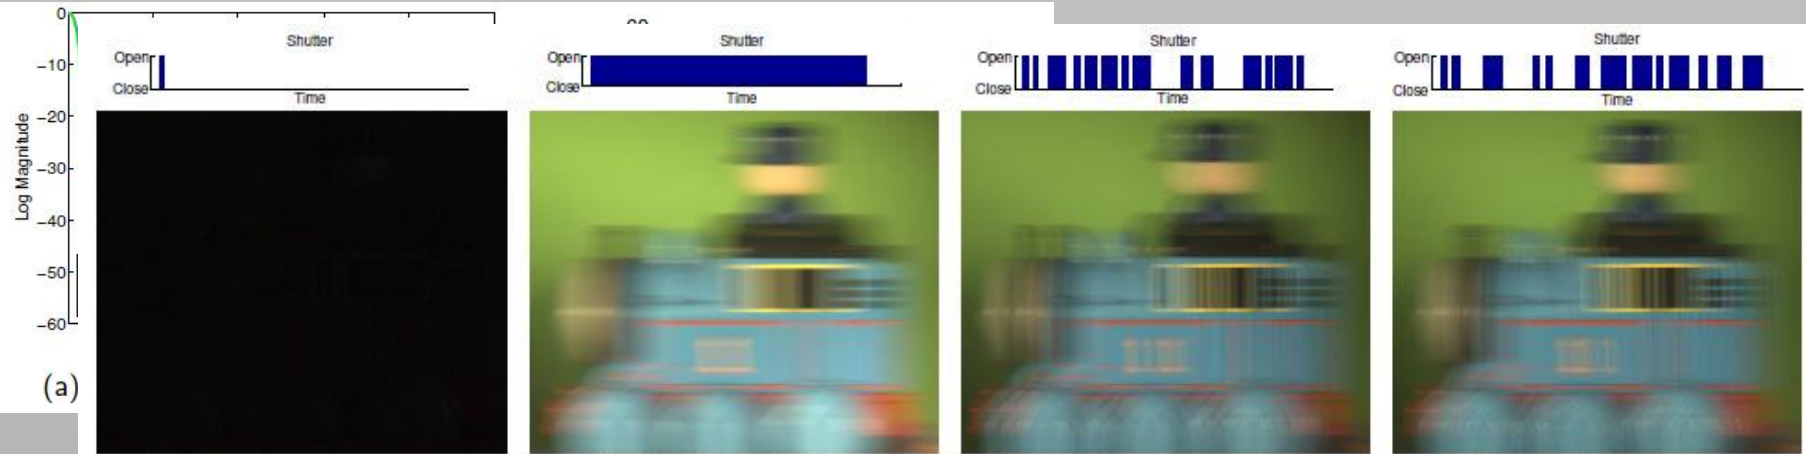 0
−10
−20
−30
−40
−50
−60
Log Magnitude
(a)
Shutter
Open
Close
Time
Shutter
Open
Close
Time
Shutter
Open
Close
Time
Shutter
Open
Close
Time